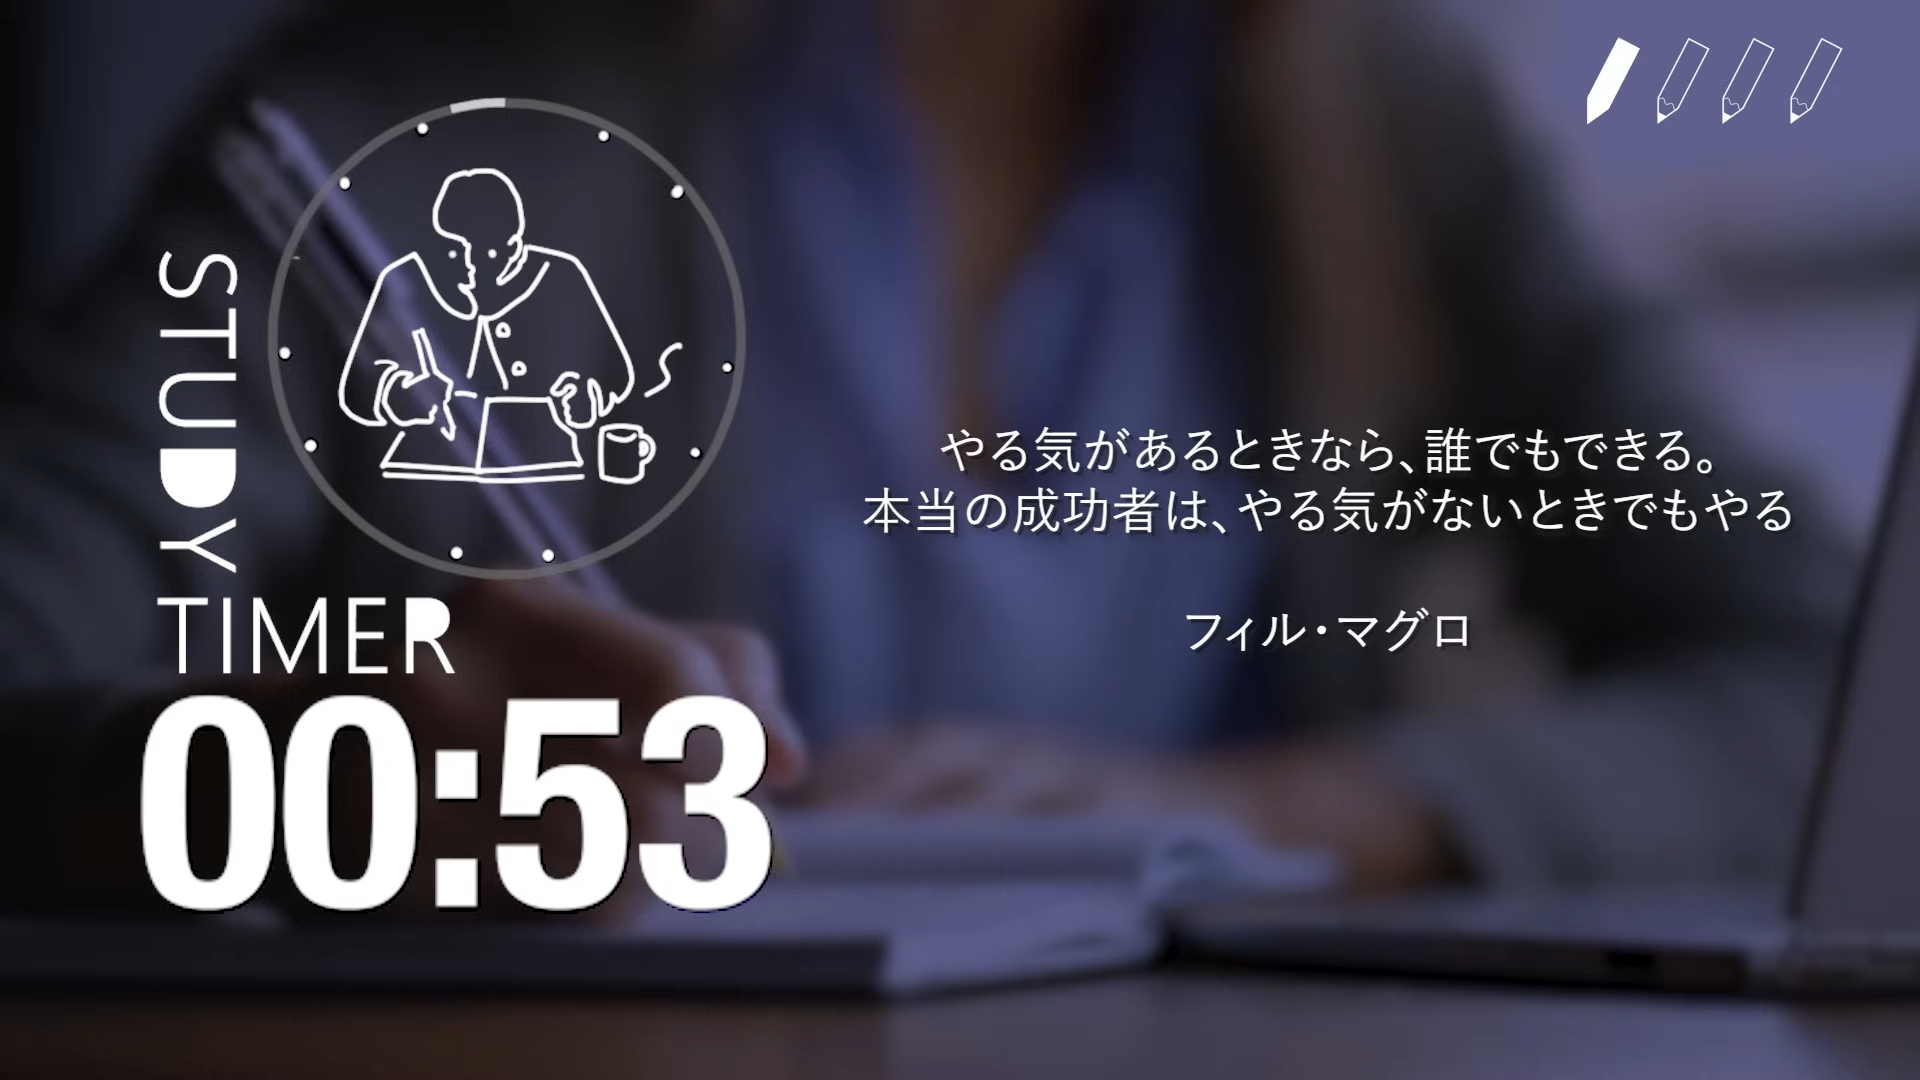 STUDY
TIMER
00:53
やる気があるときなら、誰でもできる。
本当の成功者は、やる気がないときでもやる
フィル・マグロ